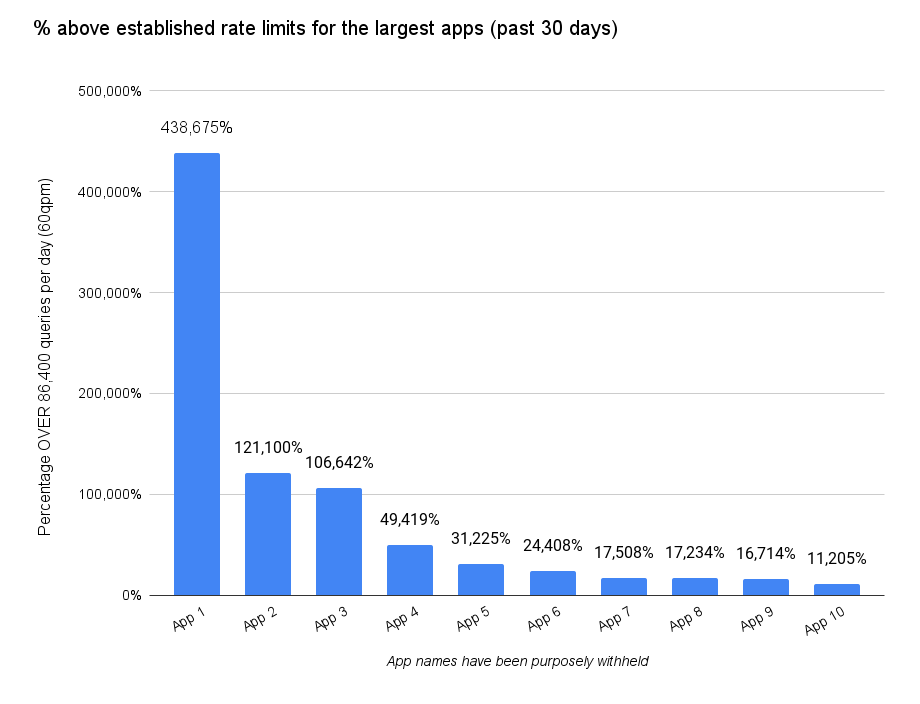 % above established rate limits for the largest apps (past 30 days)
Percentage OVER 86,400 queries per day (60qpm)
500,000%
400,000%
300,000%
200,000%
100,000%
0%
438,675%
121,100%
106,642%
49,419%
31,225%
24,408%
17,508%
17,234%
16,714%
11,205%
App 1
App 2
App 3
App 4
App 5
App 6
App 7
App 8
App 9
App 10
App names have been purposely withheld